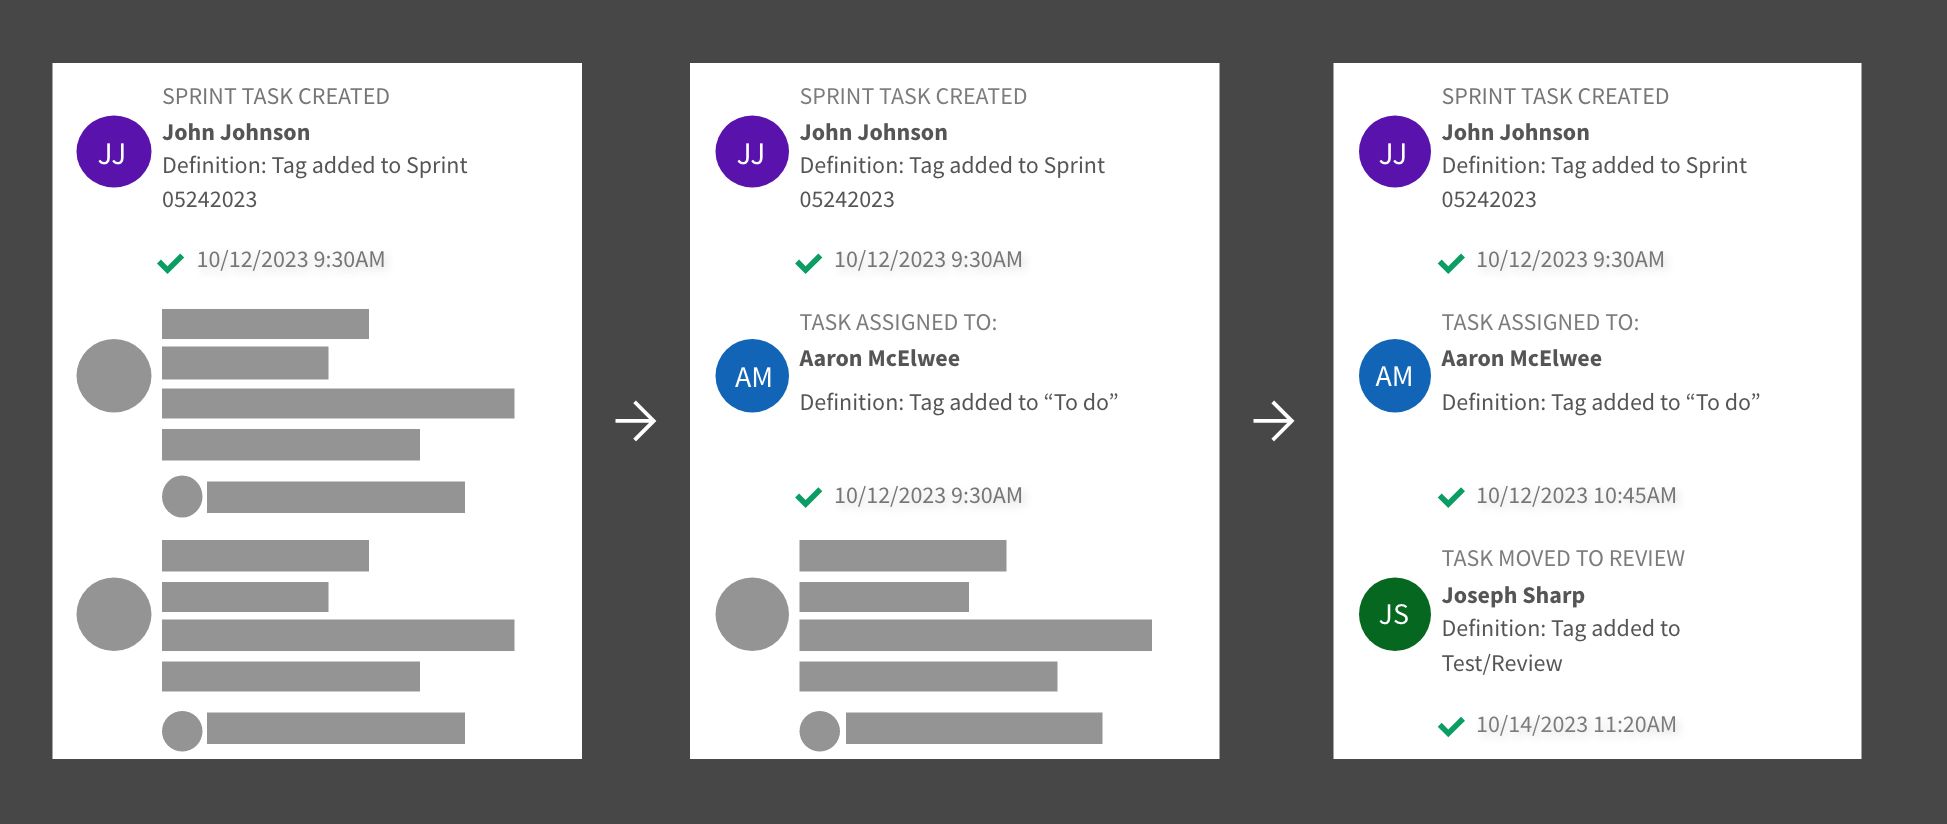 SPRINT TASK CREATED
JJ
John Johnson
Definition: Tag added to Sprint
05242023
10/12/2023 9:30AM
SPRINT TASK CREATED
JJ
John Johnson
Definition: Tag added to Sprint
05242023
10/12/2023 9:30AM
TASK ASSIGNED TO:
AM
Aaron McElwee
Definition: Tag added to “To do”
10/12/2023 9:30AM
SPRINT TASK CREATED
JJ
John Johnson
Definition: Tag added to Sprint
05242023
10/12/2023 9:30AM
TASK ASSIGNED TO:
AM
Aaron McElwee
Definition: Tag added to “To do”
10/12/2023 10:45AM
TASK MOVED TO REVIEW
JS
Joseph Sharp
Definition: Tag added to
Test/Review
10/14/2023 11:20AM